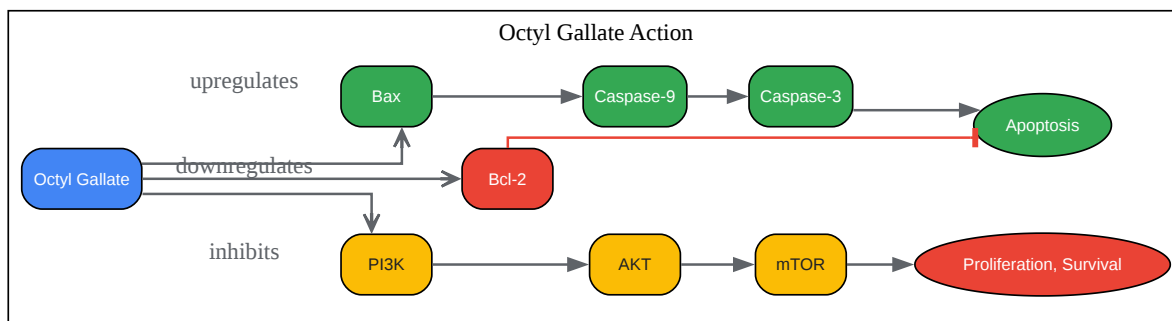 Octyl Gallate Action
upregulates
Bax
Caspase-9
Caspase-3
Apoptosis
downregulates
Octyl Gallate
Bcl-2
inhibits
PI3K
AKT
mTOR
Proliferation, Survival